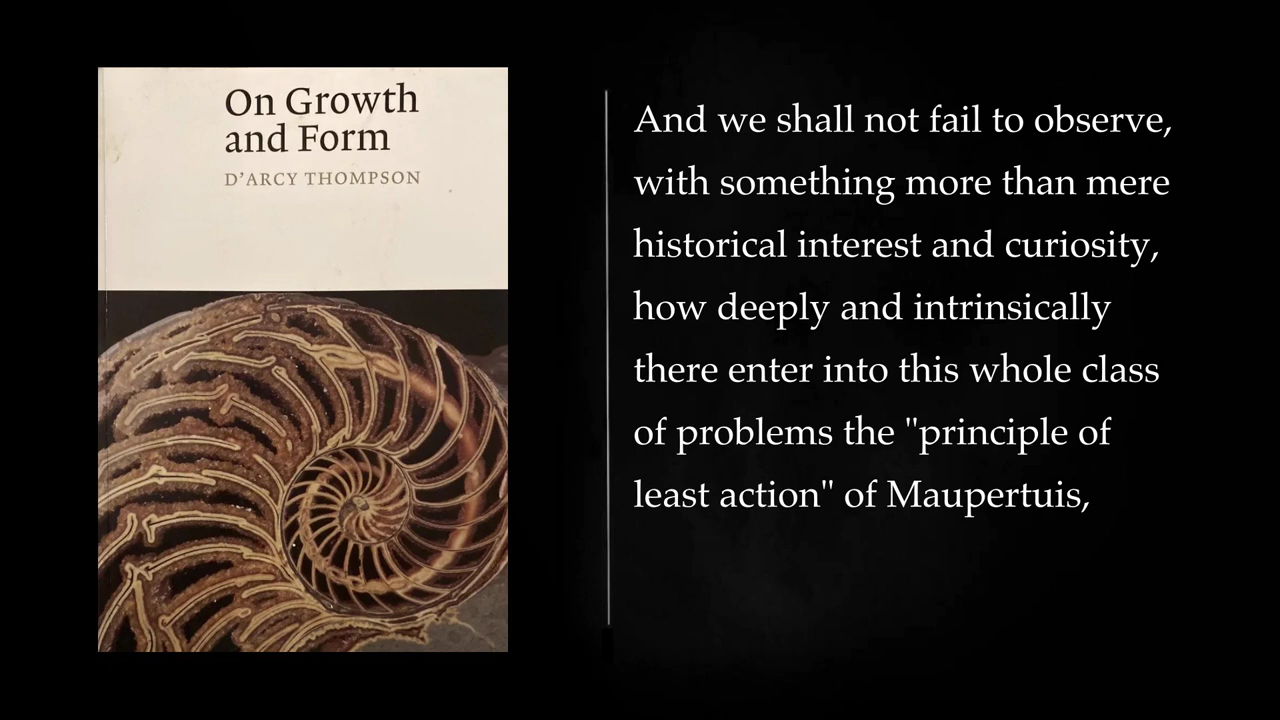 On Growth
and Form
D'ARCY THOMPSON
And we shall not fail to observe,
with something more than mere
historical interest and curiosity,
how deeply and intrinsically
there enter into this whole class
of problems the "principle of
least action" of Maupertuis,